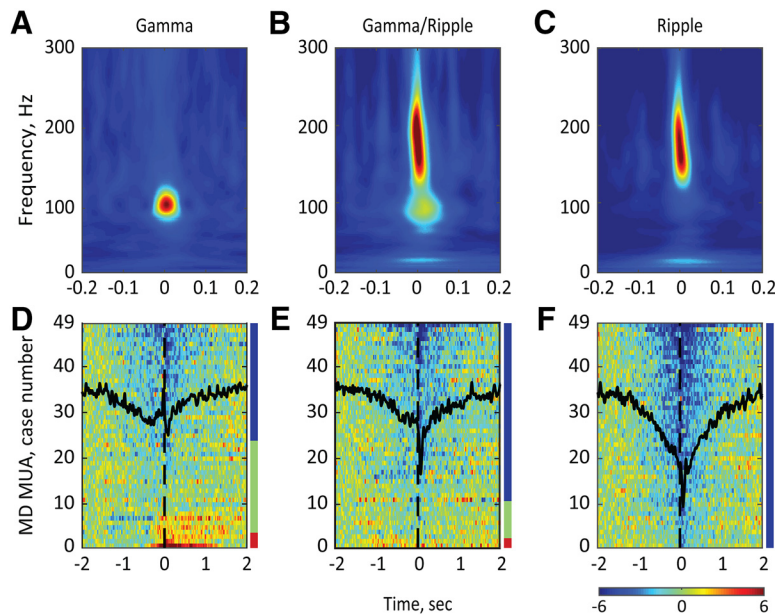 A Gamma
B Gamma/Ripple
C Ripple
Frequency, Hz
300
200
100
0
-0.2 -0.1 0 0.1 0.2
300
200
100
0
-0.2 -0.1 0 0.1 0.2
300
200
100
0
-0.2 -0.1 0 0.1 0.2
D
E
F
MD MUA, case number
49
40
30
20
10
0
-2 -1 0 1 2
49
40
30
20
10
0
-2 -1 0 1 2
49
40
30
20
10
0
-2 -1 0 1 2
Time, sec
-6 6